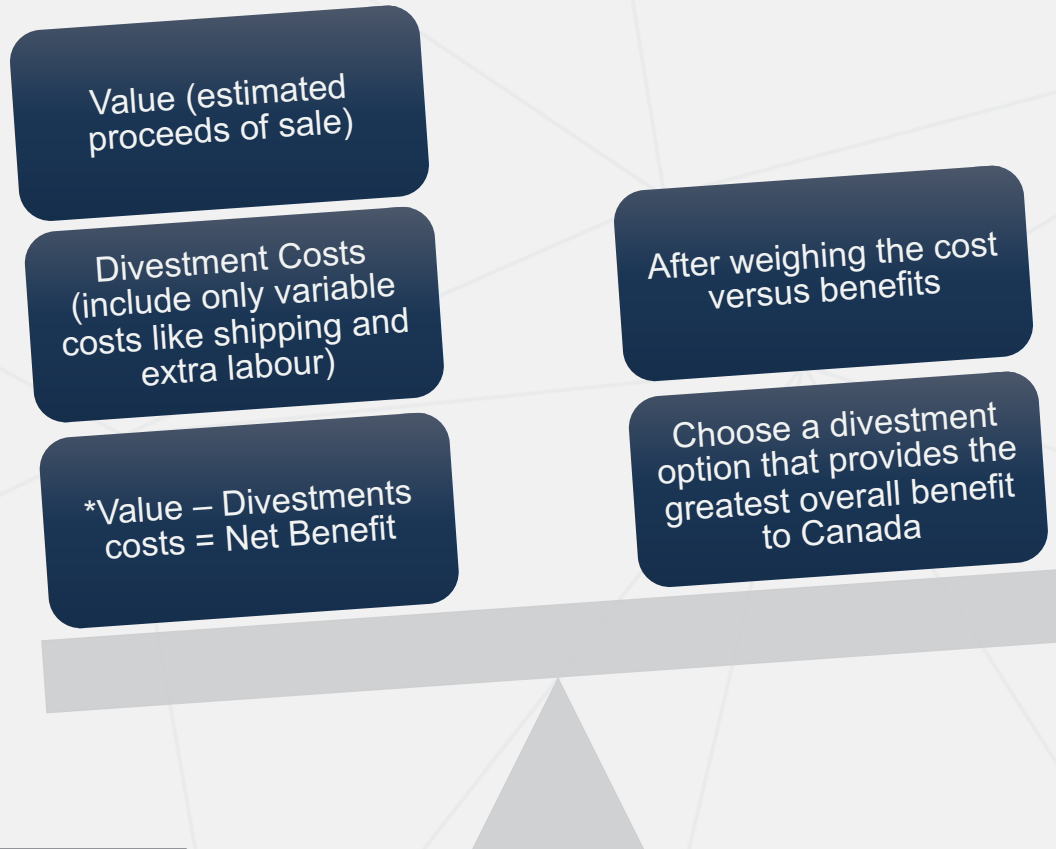 Value (estimated
proceeds of sale)
Divestment Costs
(include only variable
costs like shipping and
extra labour)
*Value – Divestments
costs = Net Benefit
After weighing the cost
versus benefits
Choose a divestment
option that provides the
greatest overall benefit
to Canada